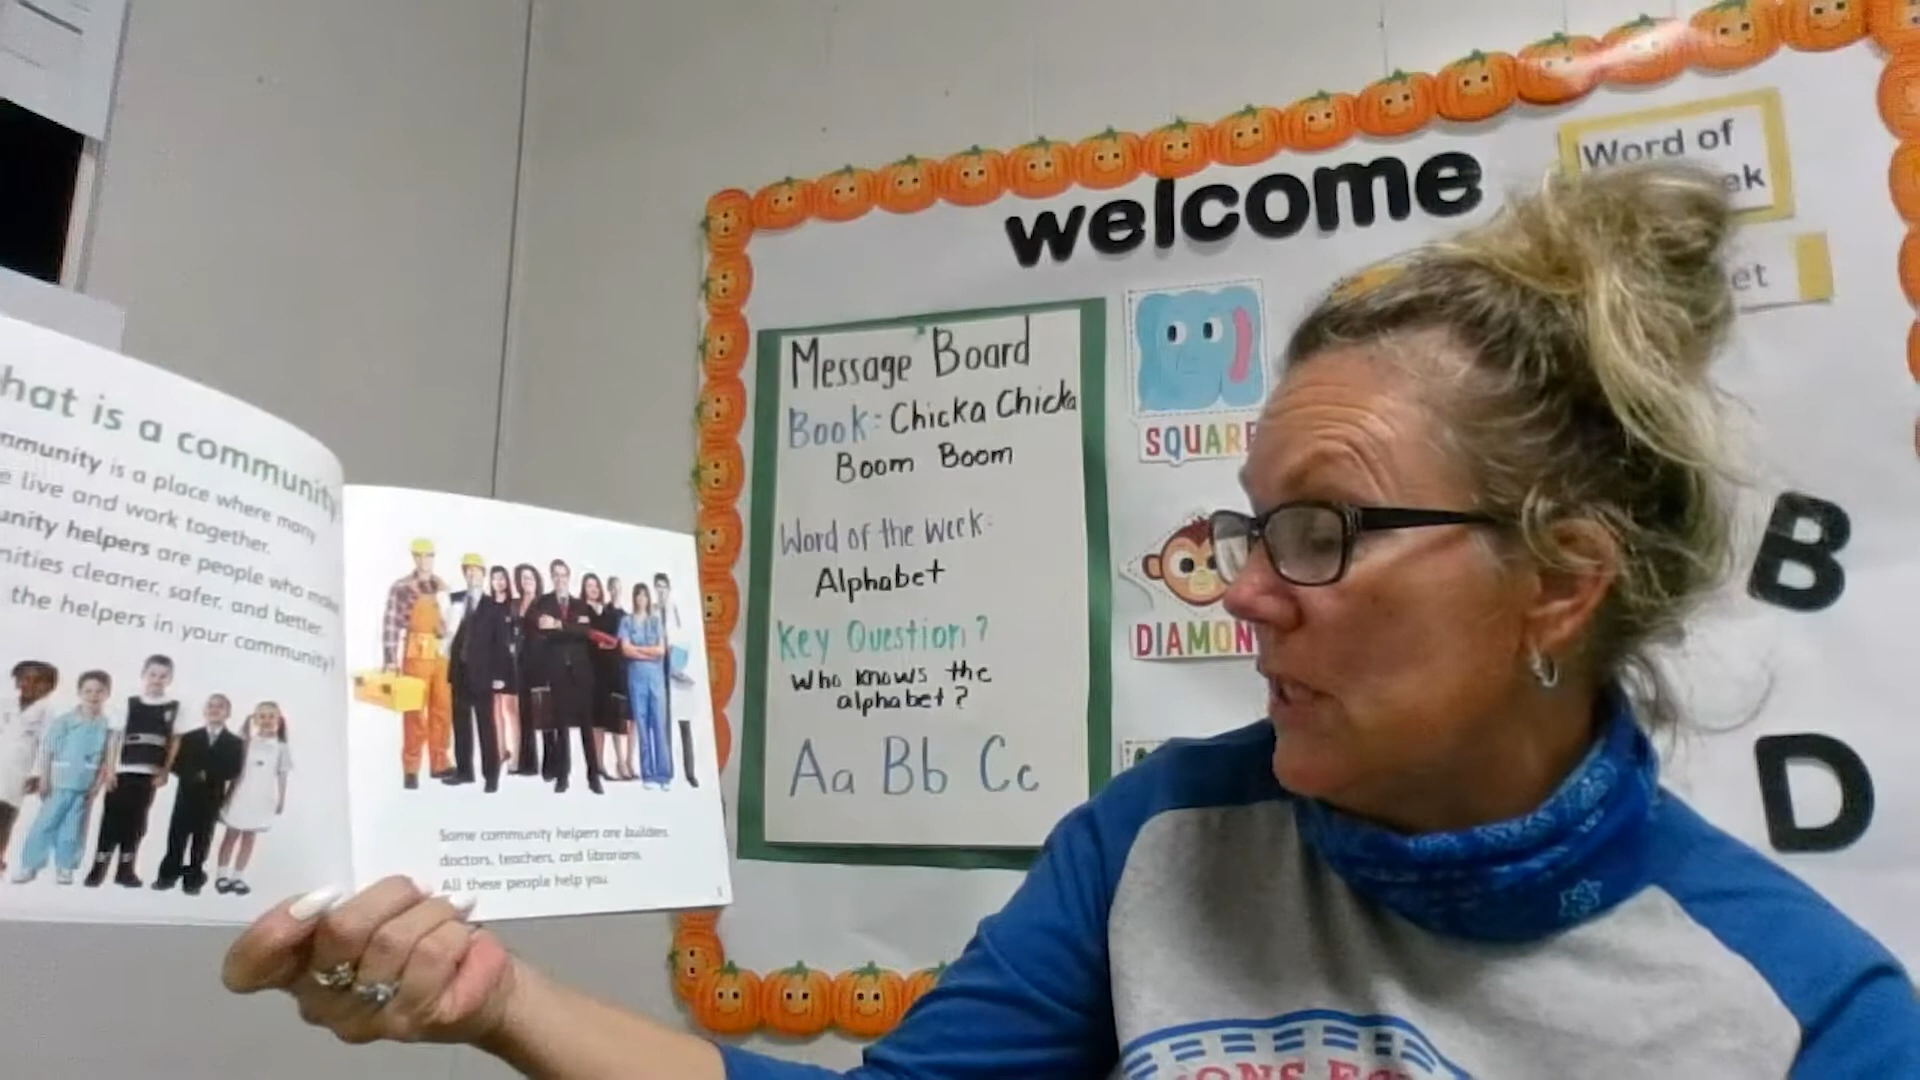 hat is a community
mmunity is a place where many
e live and work together.
unity helpers are people who make
nities cleaner, safer, and better.
the helpers in your community?
Some community helpers are builders,
doctors, teachers, and librarians.
All these people help you.
welcome
Word of
ek
et
Message Board
Book: Chicka Chicka
Boom Boom
Word of the Week:
Alphabet
Key Question?
Who knows the
alphabet?
Aa Bb Cc
SQUARE
DIAMON
B
D